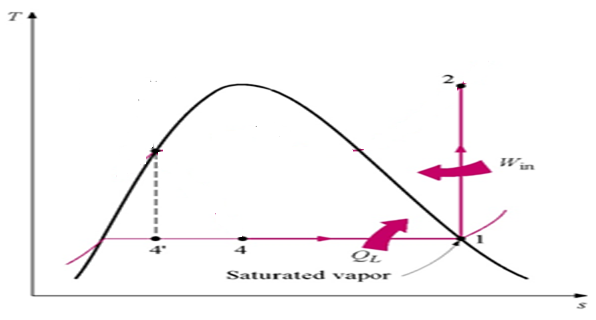 T
2
W_in
4'
4
Q_L
1
Saturated vapor
s